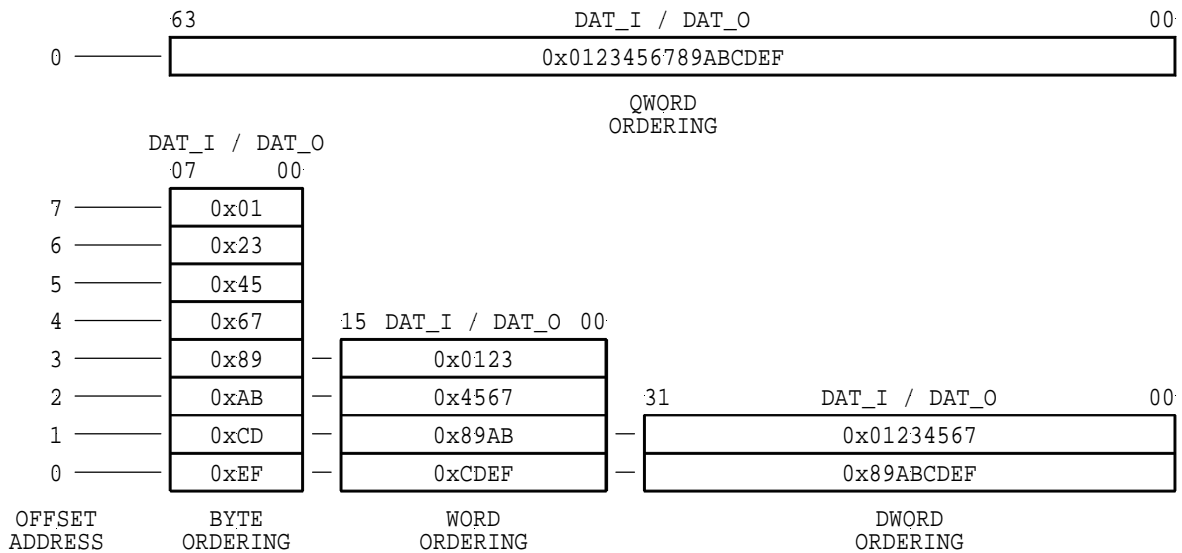 63 DAT_I / DAT_O 00
0 0x0123456789ABCDEF
QWORD
ORDERING
DAT_I / DAT_O
07 00
7 0x01
6 0x23
5 0x45
4 0x67 15 DAT_I / DAT_O 00
3 0x89 0x0123
2 0xAB 0x4567 31 DAT_I / DAT_O 00
1 0xCD 0x89AB 0x01234567
0 0xEF 0xCDEF 0x89ABCDEF
OFFSET BYTE WORD DWORD
ADDRESS ORDERING ORDERING ORDERING